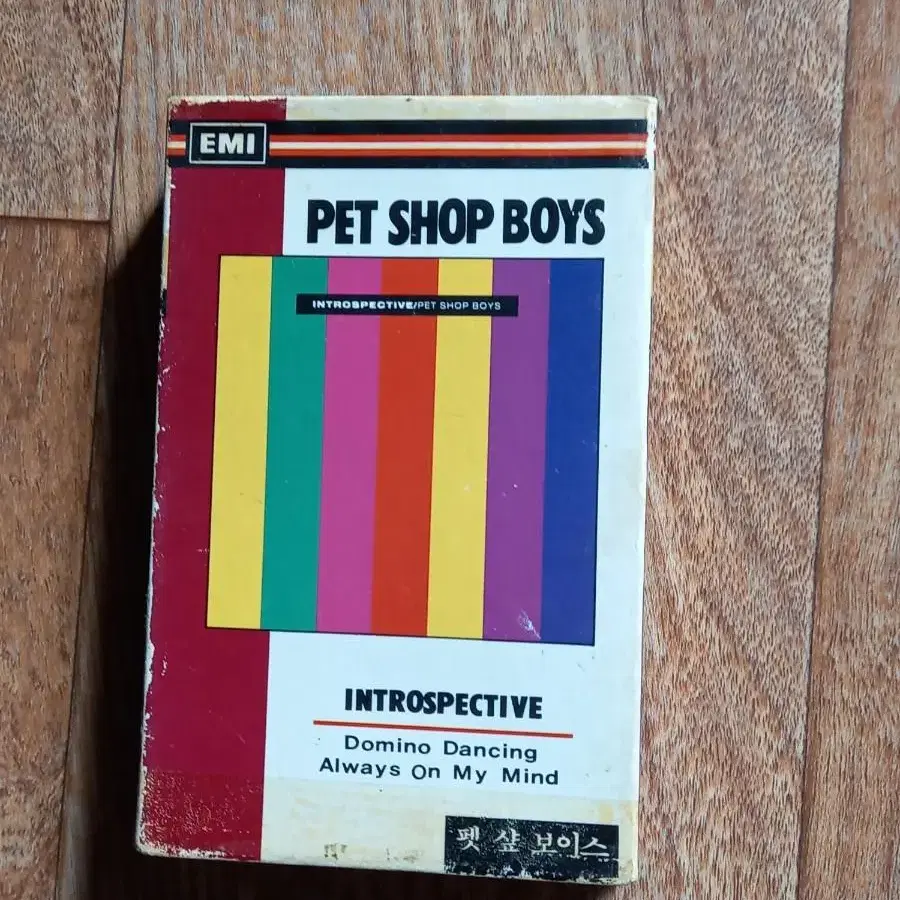 EMI
PET SHOP BOYS
INTROSPECTIVE/PET SHOP BOYS
INTROSPECTIVE
Domino Dancing
Always On My Mind
펫 샾 보이스